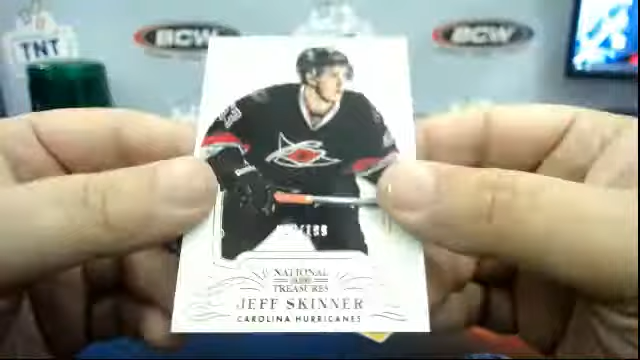 TNT
BCW
BCW
NATIONAL
TREASURES
JEFF SKINNER
CAROLINA HURRICANES